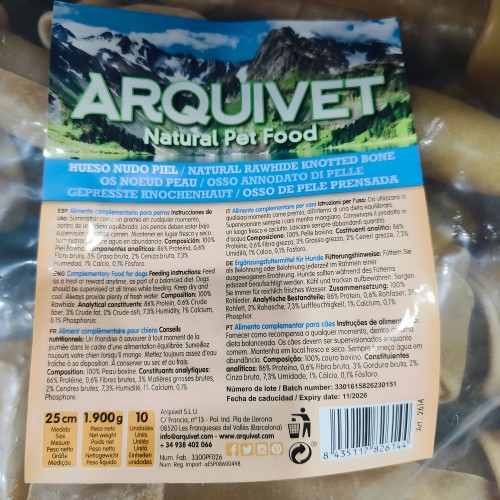 ARQUIVET
Natural Pet Food
HUESO NUDO PIEL / NATURAL RAWHIDE KNOTTED BONE
OS NOEUD PEAU / OSSO ANNODATO DI PELLE
GEPRESSTE KNOCHENHAUT / OSSO DE PELE PRENSADA
ESP Alimento complementario para perros Instrucciones de
uso: Suministrar como un premio en cualquier momento,
dentro de una dieta equilibrada. Los perros deben estar bajo
supervisión al comer. Mantener en lugar fresco y seco
Suministrar siempre agua en abundancia. Composición: 100%
Piel Bovino. Componentes analíticos: 86% Proteína, 0,6%
Fibra bruta, 3% Grasa bruta, 2% Ceniza bruta, 7,3%
Humedad, 1% Calcio, 0,1% Fósforo.
ENG Complementary Food for dogs Feeding instructions: Feed
as a treat or reward anytime, as part of a balanced diet. Dogs
should be supervised at all times while feeding. Keep dry and
cool. Always provide plenty of fresh water. Composition: 100%
Rawhide. Analytical constituents: 86% Protein, 0.6% Crude
fiber, 3% Crude fat, 2% Crude ash, 7.3% Humidity, 1% Calcium,
0.1% Phosphorus.
FR Aliment complémentaire pour chiens Conseils
nutritionnels: Un friandise à savourer à tout moment de la
journée dans le cadre d'une alimentation équilibrée. Surveillez
toujours votre chien lorsqu'il mange. Mettez toujours assez d'eau
fraîche à so disposition. À conserver au sec et au frais.
Composition: 100% Peau bovine. Constituants analytiques:
86% Protéine, 0,6% Fibres brutes, 3% Matières grasses brutes,
2% Cendres brutes, 7,3% Humidité, 1% Calcium, 0,1%
Phosphore.
IT Alimento complementare per cani Istruzioni per l'uso: Da utilizzarsi in
qualsiasi momento come premio, all'interno di una dieta equilibrata.
Supervisionare sempre i cani mentre mangiano. Conservare il prodotto in
un luogo fresco e asciutto. Lasciare sempre abbondanti quantità
d'acqua Composizione: 100% Pelle bovino. Costituenti analitici: 86%
Proteine, 0,6% Fibra grezza, 3% Grasso grezzo, 2% Ceneri grezze, 7,3%
Umidità, 1% Calcio, 0,1% Fosforo.
DE Ergänzungsfuttermittel für Hunde Fütterungshinweise: Füttern Sie
als Belohnung oder Belohnung jederzeit im Rahmen einer
ausgewogenen Ernährung. Hunde sollten während des Fütterns
jederzeit beaufsichtigt werden. Kühl und trocken aufbewahren. Sorgen
Sie immer für reichlich frisches Wasser. Zusammensetzung: 100%
Rohleder. Analytische Bestandteile: 86% Protein, 0,6% Rohfaser, 3%
Rohfett, 2% Rohasche, 7,3% Luftfeuchtigkeit, 1% Calcium, 0,1%
Phosphor.
PT Alimento complementar para cães Instruções de alimentação:
Fornecer como recompensa a qualquer momento, dentro de uma
dieta balanceada. Os cães devem ser supervisionados enquanto
comem. Mantenha em local fresco e seco. Sempre forneça água em
abundância. Composição: 100% couro bovino. Constituintes
analíticos: 86% Proteína, 0,6% Fibra bruta, 3% Gordura bruta, 2%
Cinza bruta, 7,3% Umidade, 1% Cálcio, 0,1% Fósforo.
Número de lote / Batch number: 3301615826230151
Fecha de caducidad / Expiry date: 11/2026
25 cm
Medida
Size
Mesure
Misura
Größe
Medição
1.900 g
Peso neto
Net weight
Poids net
Peso netto
Nettogewicht
Peso líquido
10
Unidades
Units
Unités
Unità
Einheiten
unidades
Arquivet S.L.U.
C/ França, nº 13 - Pol. Ind. Pla de Llerona
08520 Les Franqueses del Vallès (Barcelona)
info@arquivet.com - www.arquivet.com
+ 34 938 402 066
Num. Fab.: 3300PF026
Num. Reg. Import: aESP08600498
8 435117 826144
Art.: 2614